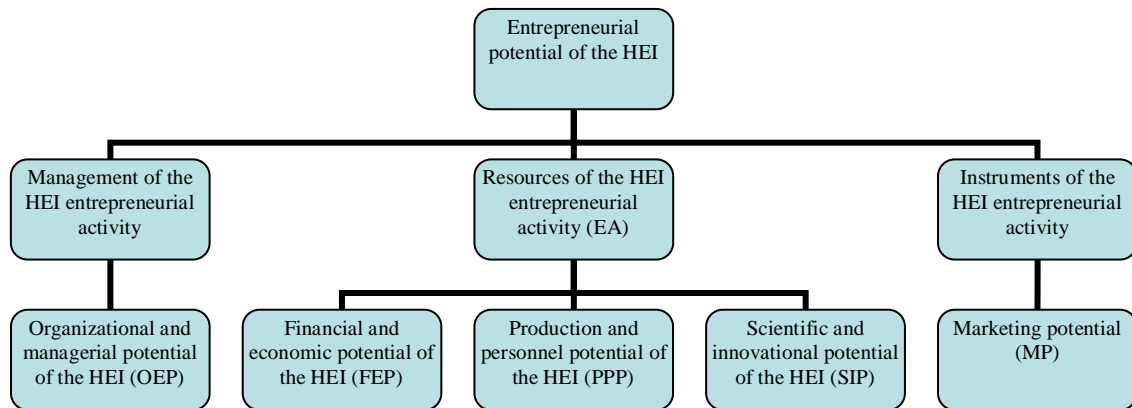 Entrepreneurial
potential of the HEI
Management of the
HEI entrepreneurial
activity
Resources of the HEI
entrepreneurial
activity (EA)
Instruments of the
HEI entrepreneurial
activity
Organizational and
managerial potential
of the HEI (OEP)
Financial and
economic potential of
the HEI (FEP)
Production and
personnel potential of
the HEI (PPP)
Scientific and
innovational potential
of the HEI (SIP)
Marketing potential
(MP)